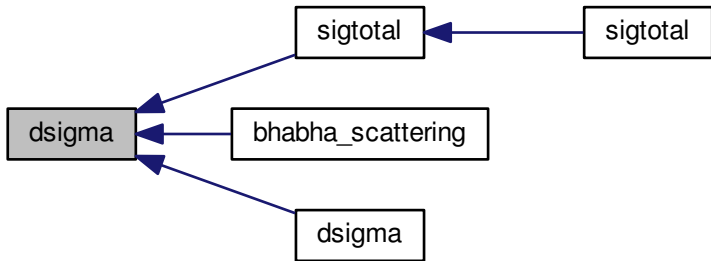 sigtotal
sigtotal
dsigma
bhabha_scattering
dsigma